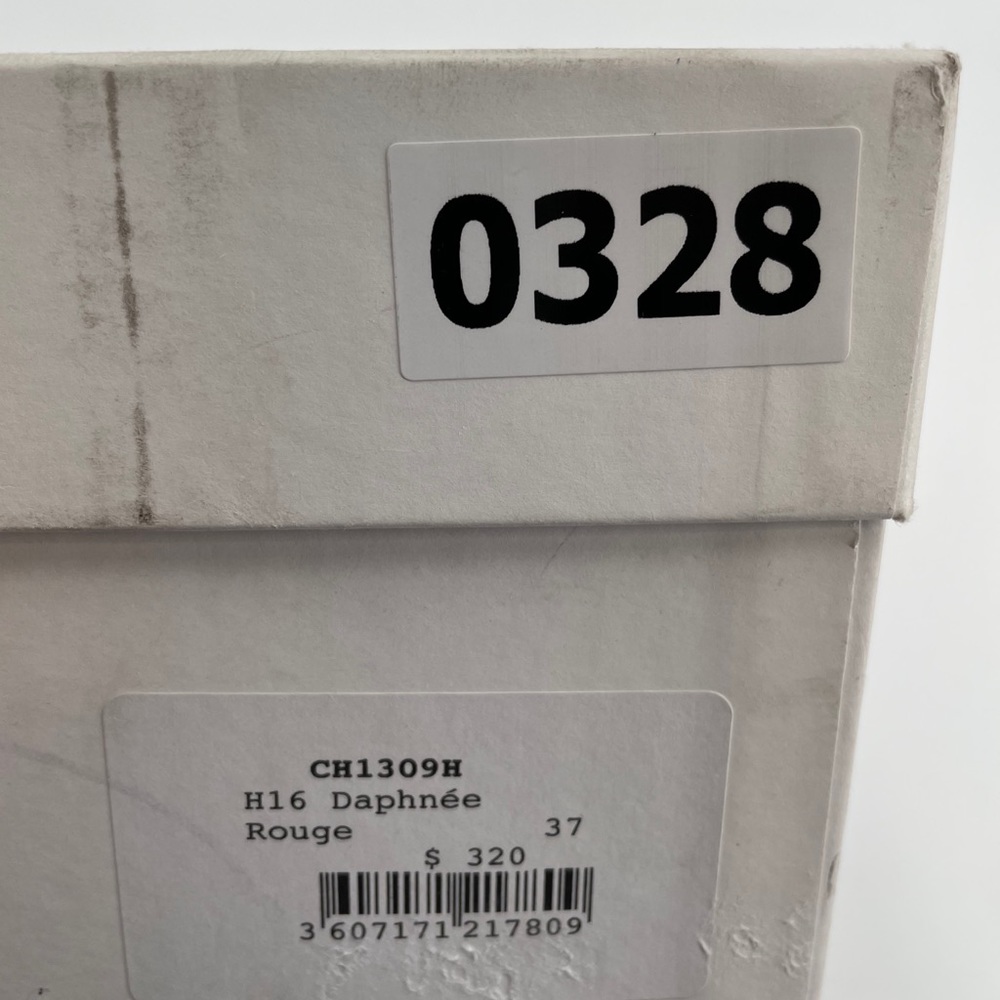 0328
CH1309H
H16 Daphnée
Rouge 37
$ 320
3 607171 217809